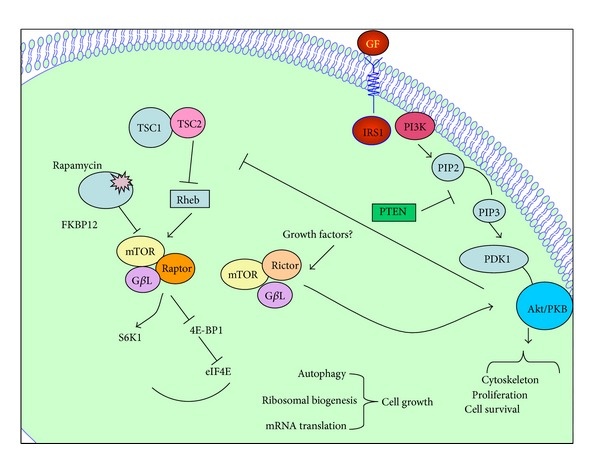 GF
IRS1
PI3K
TSC1
TSC2
PIP2
Rapamycin
Rheb
PTEN
PIP3
FKBP12
Growth factors?
mTOR
Raptor
GβL
mTOR
Rictor
GβL
PDK1
Akt/PKB
S6K1
4E-BP1
eIF4E
Autophagy
Ribosomal biogenesis
mRNA translation
Cell growth
Cytoskeleton
Proliferation
Cell survival